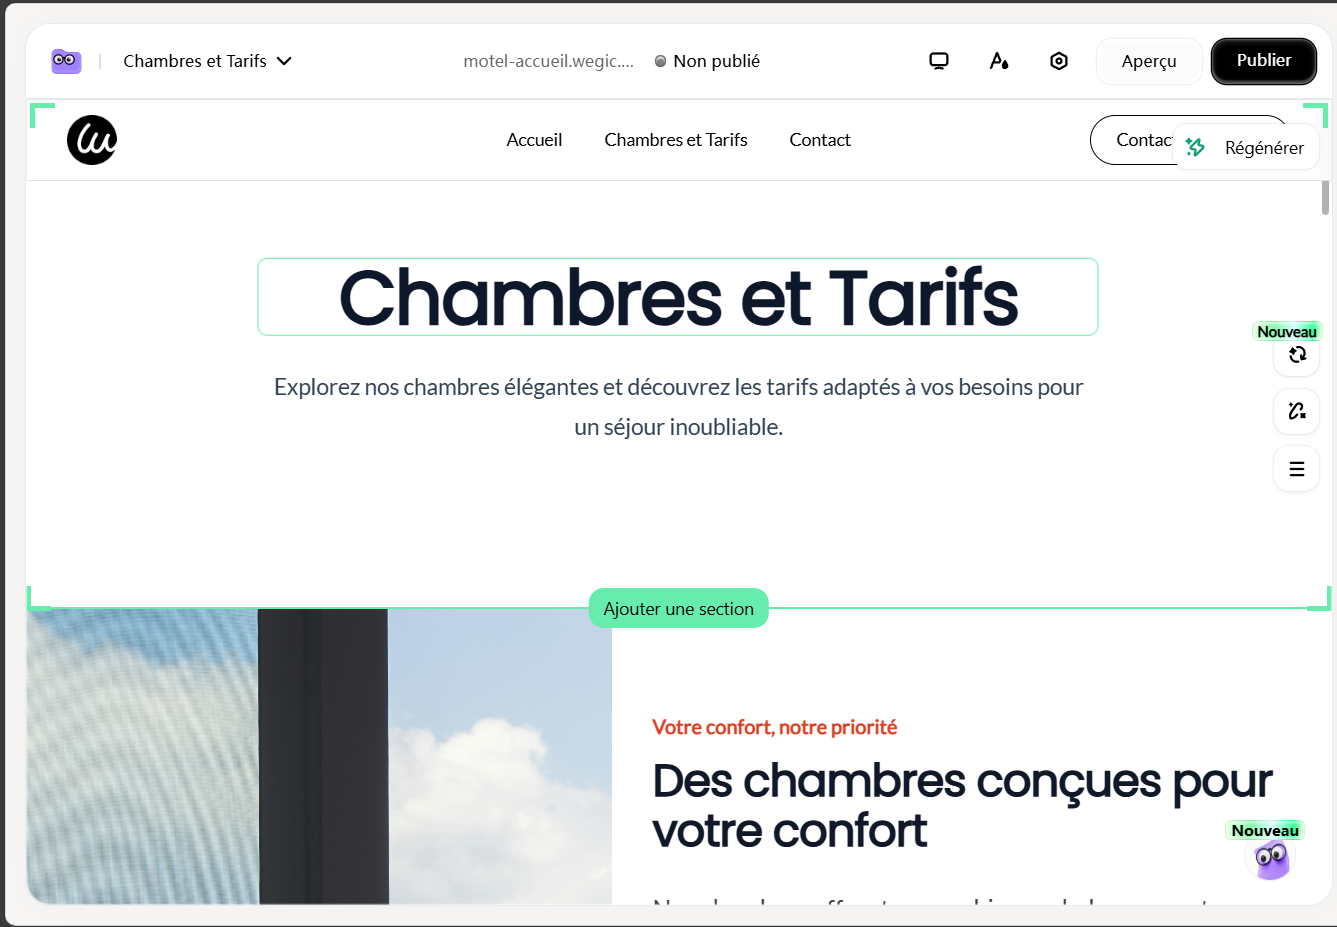 Chambres et Tarifs
motel-accueil.wegic....
Non publié
Aperçu
Publier
Accueil
Chambres et Tarifs
Contact
Régénérer
Chambres et Tarifs
Explorez nos chambres élégantes et découvrez les tarifs adaptés à vos besoins pour
un séjour inoubliable.
Nouveau
Ajouter une section
Votre confort, notre priorité
Des chambres conçues pour
votre confort
Nouveau